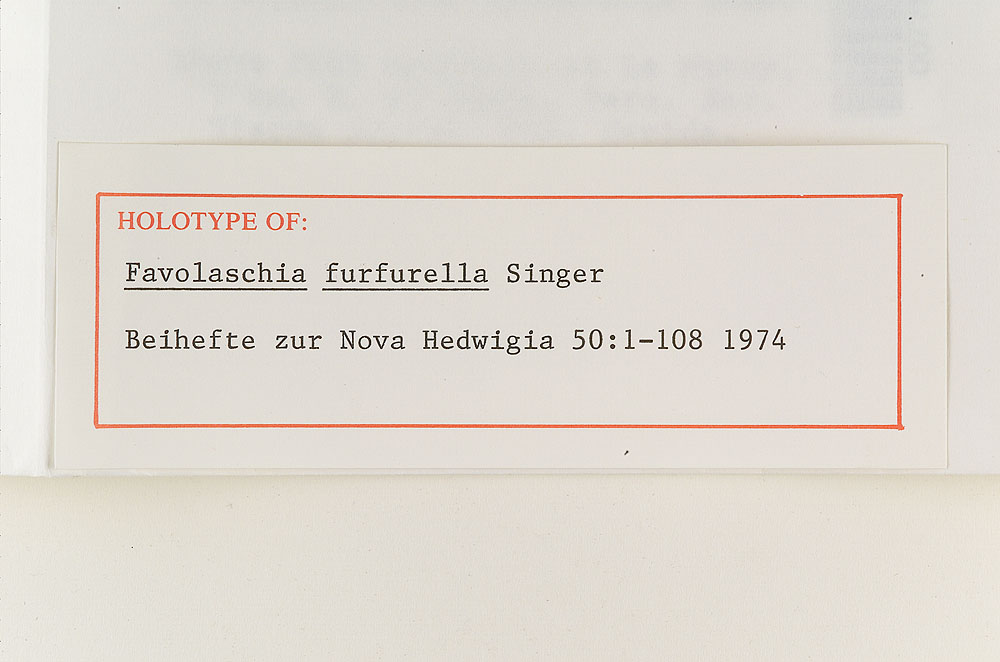 HOLOTYPE OF:
Favolaschia furfurella Singer
Beihefte zur Nova Hedwigia 50:1-108 1974